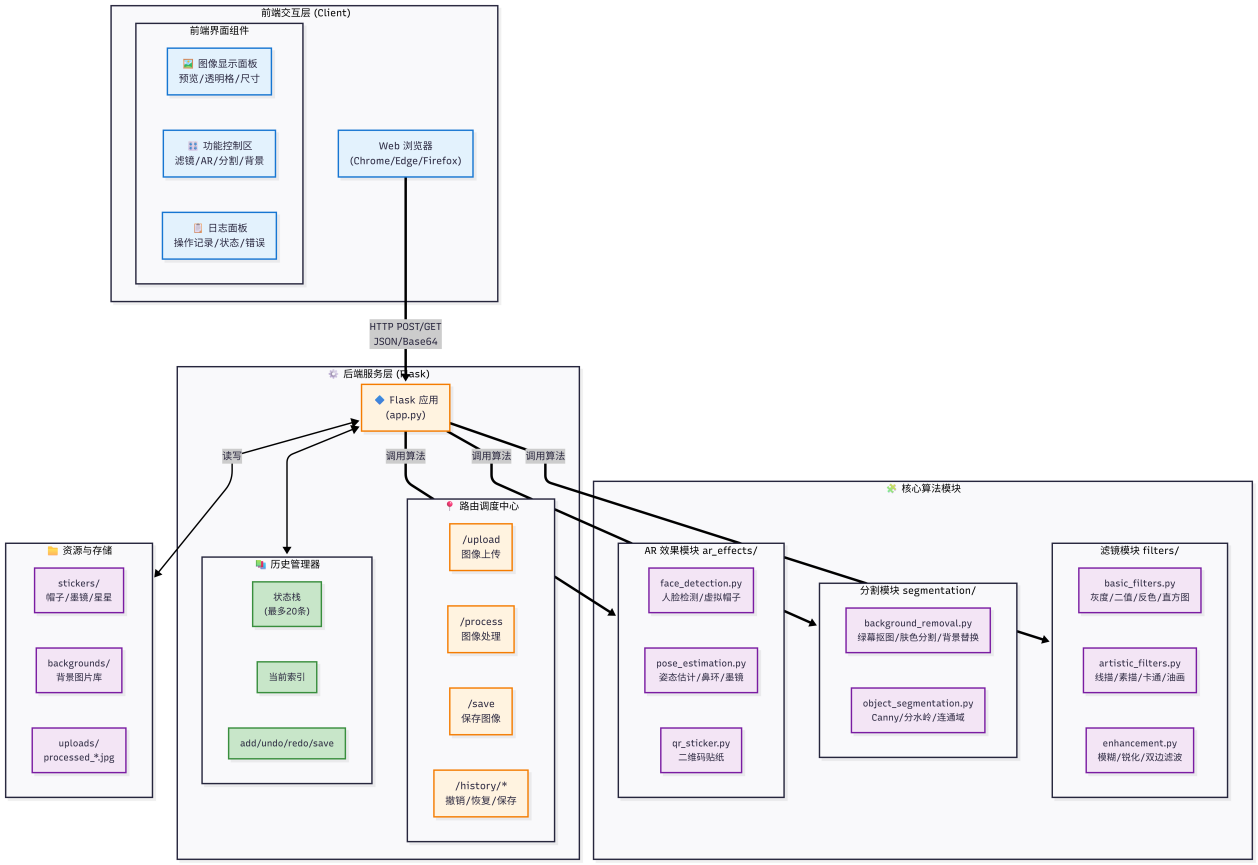 前端交互层 (Client)
前端界面组件
图像显示面板
预览/透明格/尺寸
功能控制区
滤镜/AR/分割/背景
日志面板
操作记录/状态/错误
Web 浏览器
(Chrome/Edge/Firefox)
HTTP POST/GET
JSON/Base64
后端服务层 (Flask)
Flask 应用
(app.py)
读写
调用算法
调用算法
调用算法
资源与存储
stickers/
帽子/墨镜/星星
backgrounds/
背景图片库
uploads/
processed_*.jpg
历史管理器
状态栈
(最多20条)
当前索引
add/undo/redo/save
路由调度中心
/upload
图像上传
/process
图像处理
/save
保存图像
/history/*
撤销/恢复/保存
核心算法模块
AR 效果模块 ar_effects/
face_detection.py
人脸检测/虚拟帽子
pose_estimation.py
姿态估计/鼻环/墨镜
qr_sticker.py
二维码贴纸
分割模块 segmentation/
background_removal.py
绿幕抠图/肤色分割/背景替换
object_segmentation.py
Canny/分水岭/连通域
滤镜模块 filters/
basic_filters.py
灰度/二值/反色/直方图
artistic_filters.py
线描/素描/卡通/油画
enhancement.py
模糊/锐化/双边滤波